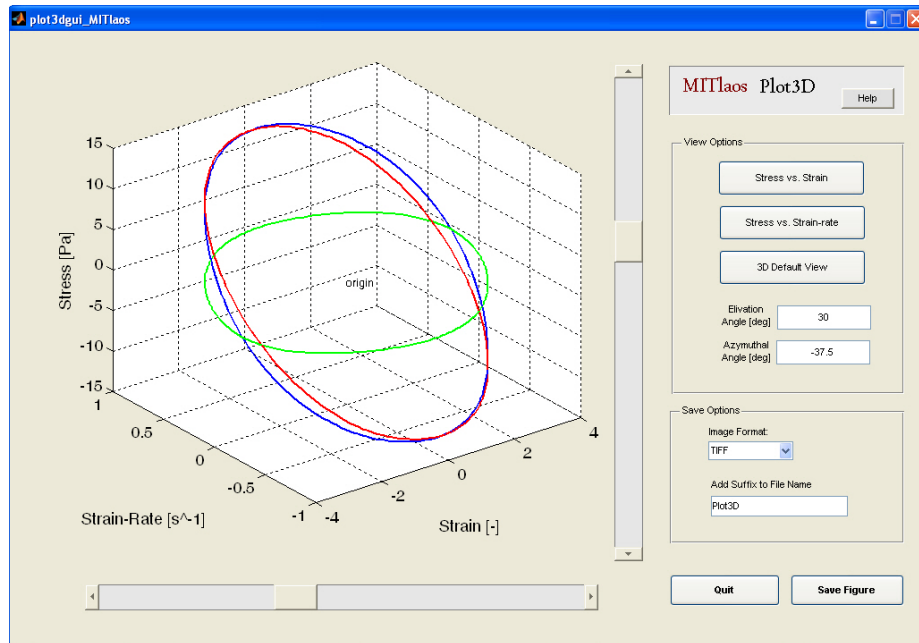 plot3dgui_MITlaos
MITlaos Plot3D
Help
View Options
Stress vs. Strain
Stress vs. Strain-rate
3D Default View
Elivation
Angle [deg]
30
Azymuthal
Angle [deg]
-37.5
Save Options
Image Format:
TIFF
Add Suffix to File Name
Plot3D
Quit
Save Figure
Stress [Pa]
15
10
5
0
-5
-10
-15
origin
1
0.5
0
-0.5
-1
Strain-Rate [s^-1]
-4
-2
0
2
4
Strain [-]